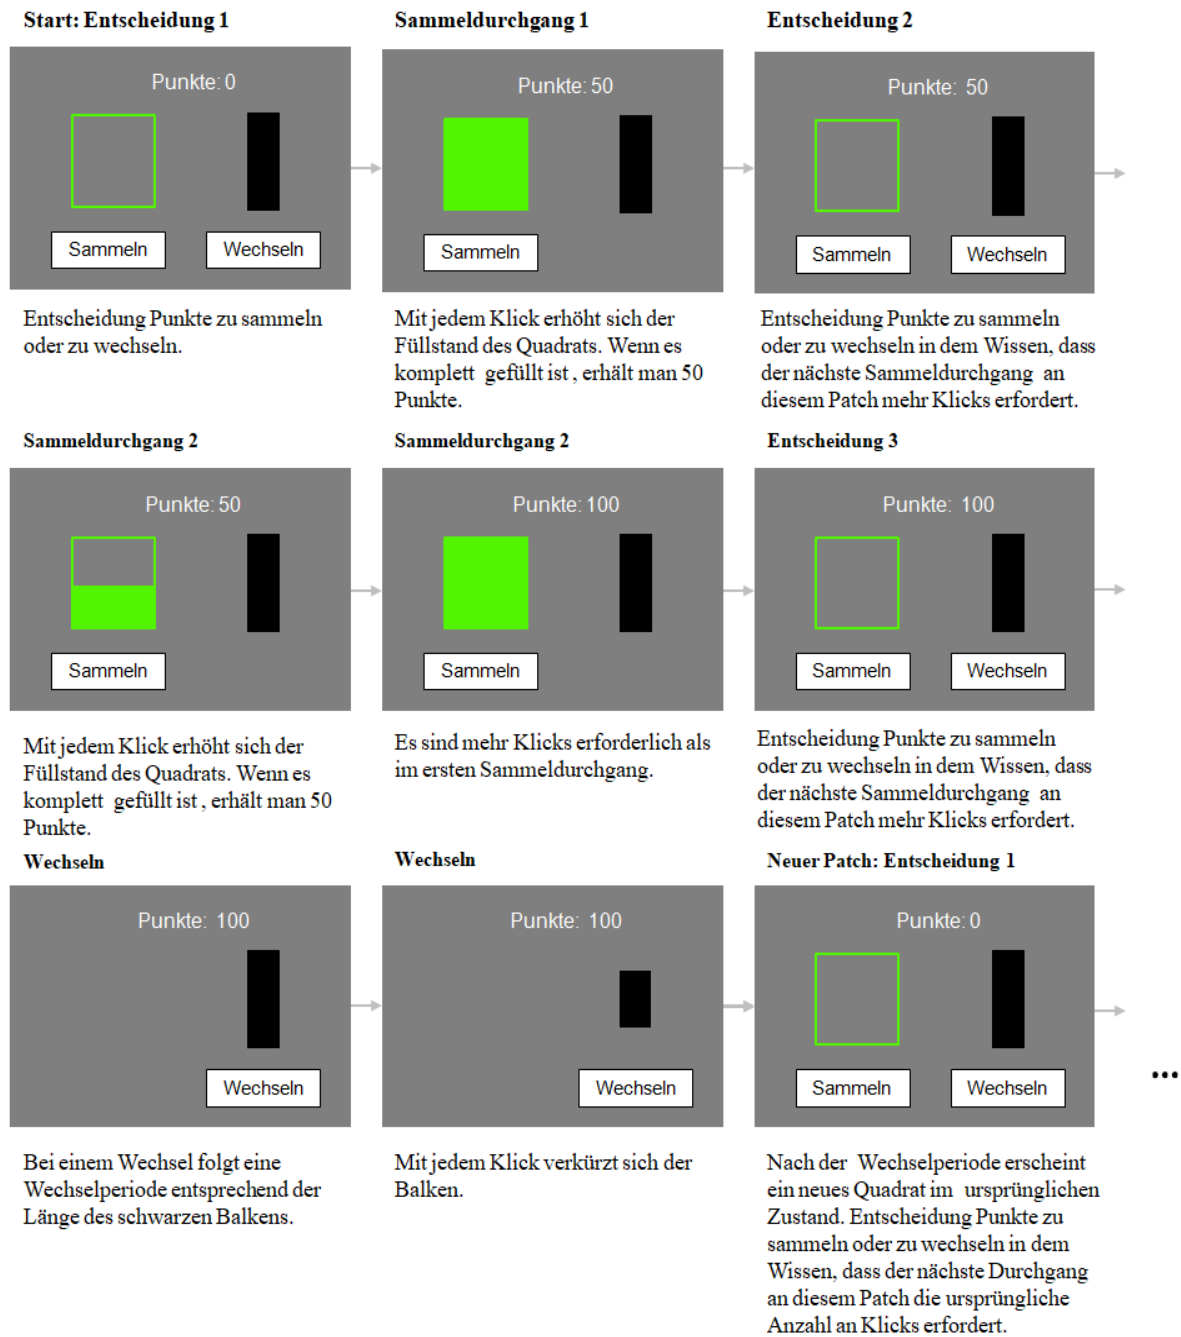 Start: Entscheidung 1
Punkte: 0
Sammeln
Wechseln
Entscheidung Punkte zu sammeln
oder zu wechseln.
Sammeldurchgang 1
Punkte: 50
Sammeln
Mit jedem Klick erhöht sich der
Füllstand des Quadrats. Wenn es
komplett gefüllt ist , erhält man 50
Punkte.
Entscheidung 2
Punkte: 50
Sammeln
Wechseln
Entscheidung Punkte zu sammeln
oder zu wechseln in dem Wissen, dass
der nächste Sammeldurchgang an
diesem Patch mehr Klicks erfordert.
Sammeldurchgang 2
Punkte: 50
Sammeln
Mit jedem Klick erhöht sich der
Füllstand des Quadrats. Wenn es
komplett gefüllt ist , erhält man 50
Punkte.
Sammeldurchgang 2
Punkte: 100
Sammeln
Es sind mehr Klicks erforderlich als
im ersten Sammeldurchgang.
Entscheidung 3
Punkte: 100
Sammeln
Wechseln
Entscheidung Punkte zu sammeln
oder zu wechseln in dem Wissen, dass
der nächste Sammeldurchgang an
diesem Patch mehr Klicks erfordert.
Wechseln
Punkte: 100
Wechseln
Bei einem Wechsel folgt eine
Wechselperiode entsprechend der
Länge des schwarzen Balkens.
Wechseln
Punkte: 100
Wechseln
Mit jedem Klick verkürzt sich der
Balken.
Neuer Patch: Entscheidung 1
Punkte: 0
Sammeln
Wechseln
Nach der Wechselperiode erscheint
ein neues Quadrat im ursprünglichen
Zustand. Entscheidung Punkte zu
sammeln oder zu wechseln in dem
Wissen, dass der nächste Durchgang
an diesem Patch die ursprüngliche
Anzahl an Klicks erfordert.
...